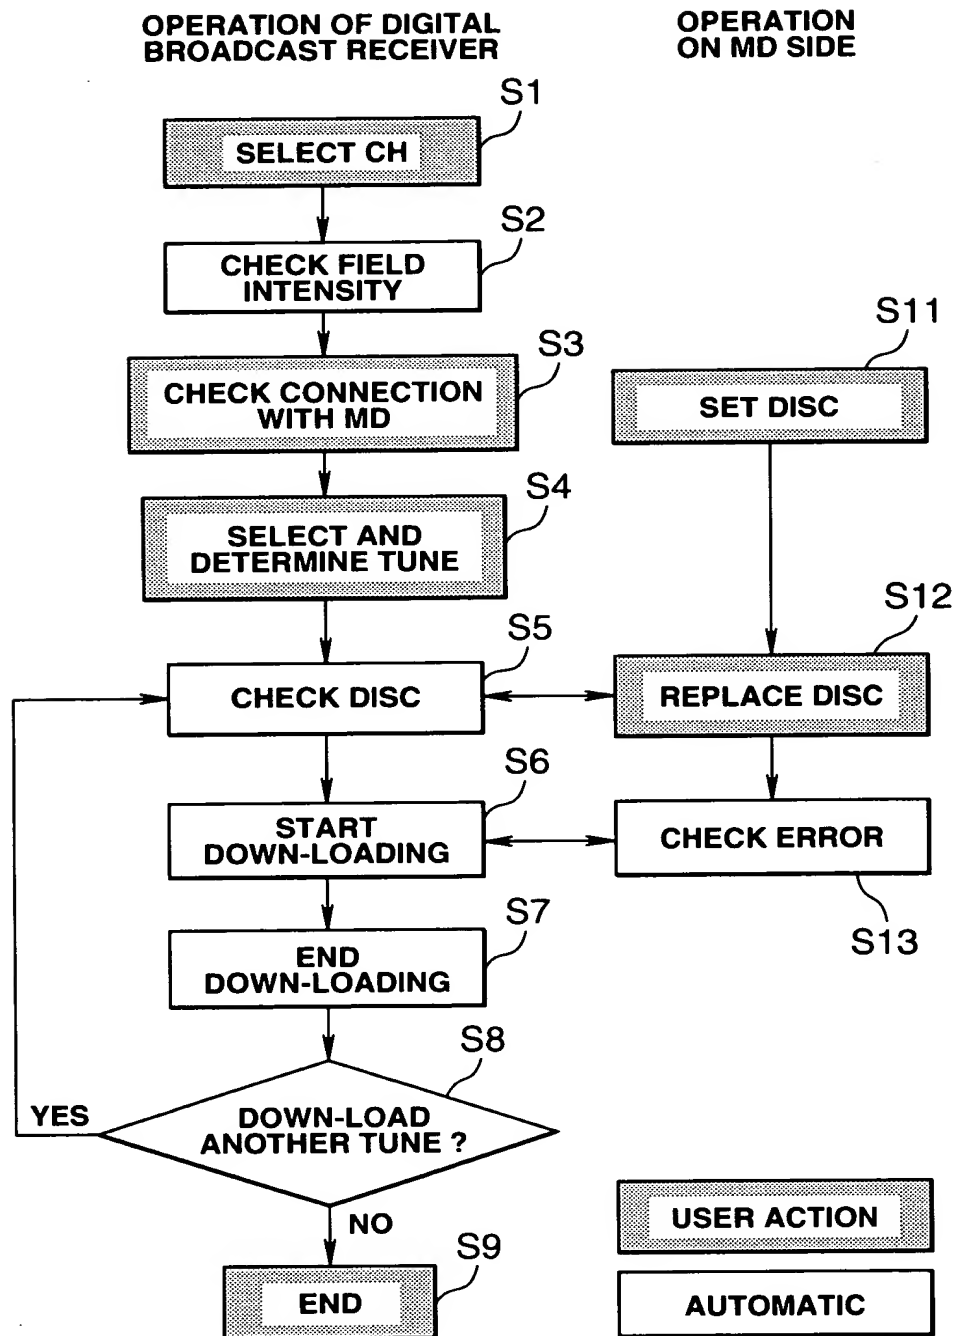 OPERATION OF DIGITAL
BROADCAST RECEIVER
OPERATION
ON MD SIDE
S1
SELECT CH
S2
CHECK FIELD
INTENSITY
S3
CHECK CONNECTION
WITH MD
S11
SET DISC
S4
SELECT AND
DETERMINE TUNE
S5
CHECK DISC
S12
REPLACE DISC
S6
START
DOWN-LOADING
CHECK ERROR
S13
S7
END
DOWN-LOADING
S8
YES
DOWN-LOAD
ANOTHER TUNE ?
NO
S9
END
USER ACTION
AUTOMATIC